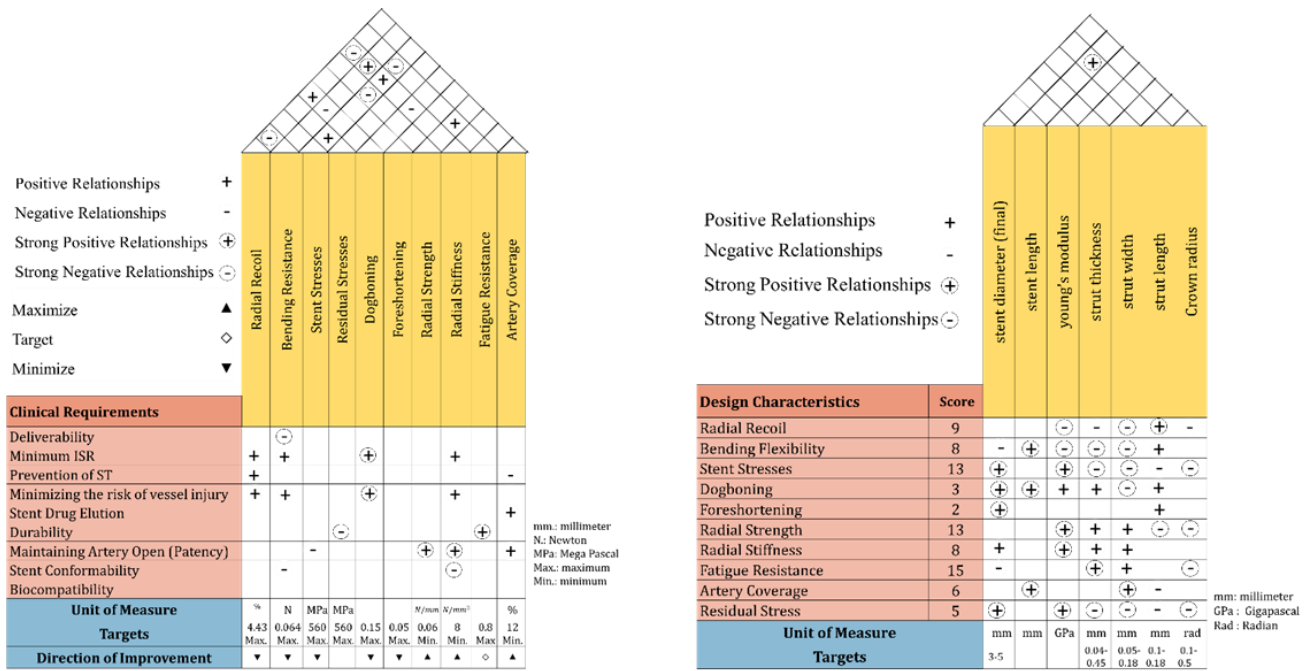 Positive Relationships +
Negative Relationships -
Strong Positive Relationships +
Strong Negative Relationships -
Maximize ▲
Target ◇
Minimize ▼
Radial Recoil
Bending Resistance
Stent Stresses
Residual Stresses
Dogboning
Foreshortening
Radial Strength
Radial Stiffness
Fatigue Resistance
Artery Coverage
Clinical Requirements
Deliverability -
Minimum ISR + + + +
Prevention of ST + -
Minimizing the risk of vessel injury + + + +
Stent Drug Elution +
Durability - +
Maintaining Artery Open (Patency) - + + +
Stent Conformability - -
Biocompatibility
Unit of Measure % N MPa MPa N/mm N/mm² %
Targets 4.43 0.064 560 560 0.15 0.05 0.06 8 0.8 12
Max. Max. Max. Max. Max. Max. Min. Min. Max Min.
Direction of Improvement ▼ ▼ ▼ ▼ ▼ ▲ ▲ ◇ ▲
mm.: millimeter
N.: Newton
MPa: Mega Pascal
Max.: maximum
Min.: minimum
Positive Relationships +
Negative Relationships -
Strong Positive Relationships +
Strong Negative Relationships -
stent diameter (final)
stent length
young's modulus
strut thickness
strut width
strut length
Crown radius
Design Characteristics Score
Radial Recoil 9 - - - + -
Bending Flexibility 8 - + - - - +
Stent Stresses 13 + + - - - -
Dogboning 3 + + + + - +
Foreshortening 2 + +
Radial Strength 13 + + + - -
Radial Stiffness 8 + + + +
Fatigue Resistance 15 - + + -
Artery Coverage 6 + + -
Residual Stress 5 + + - - - -
Unit of Measure mm mm GPa mm mm mm rad
Targets 3-5 0.04-0.45 0.05-0.18 0.1-0.18 0.1-0.5
mm: millimeter
GPa : Gigapascal
Rad : Radian